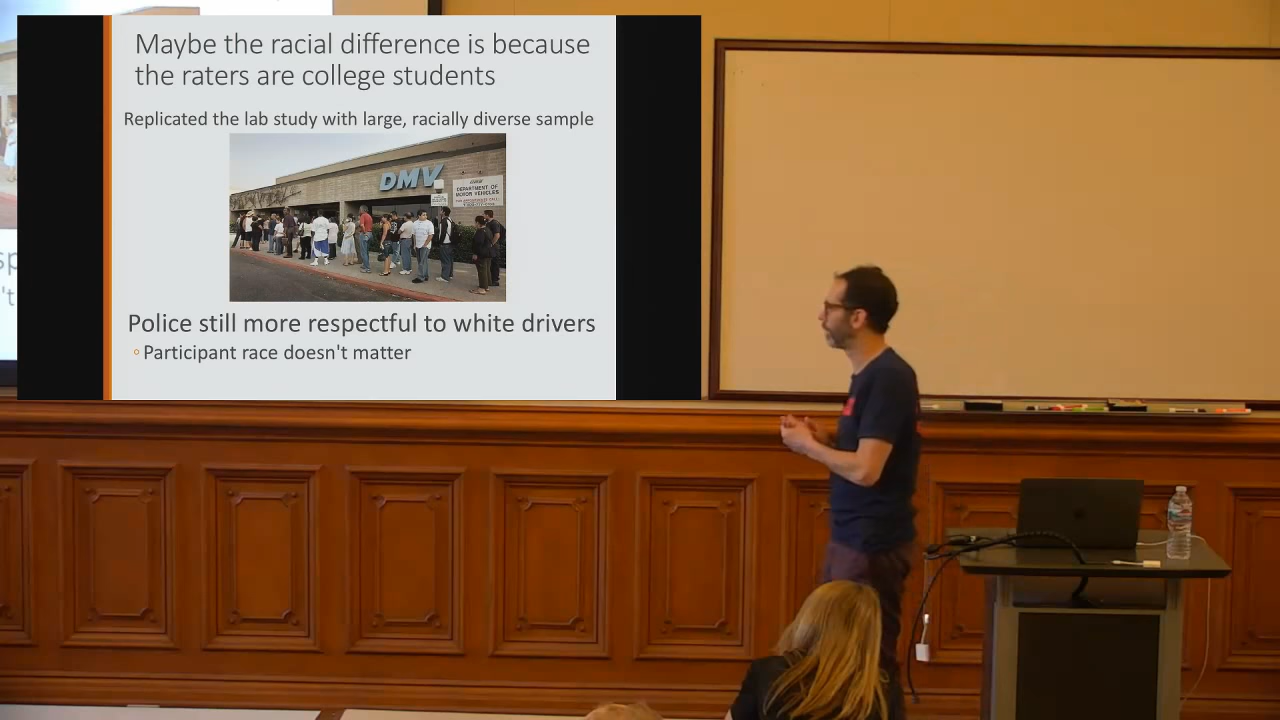 Maybe the racial difference is because
the raters are college students
Replicated the lab study with large, racially diverse sample
DMV
DEPARTMENT OF
MOTOR VEHICLES
Police still more respectful to white drivers
Participant race doesn't matter
sp
't